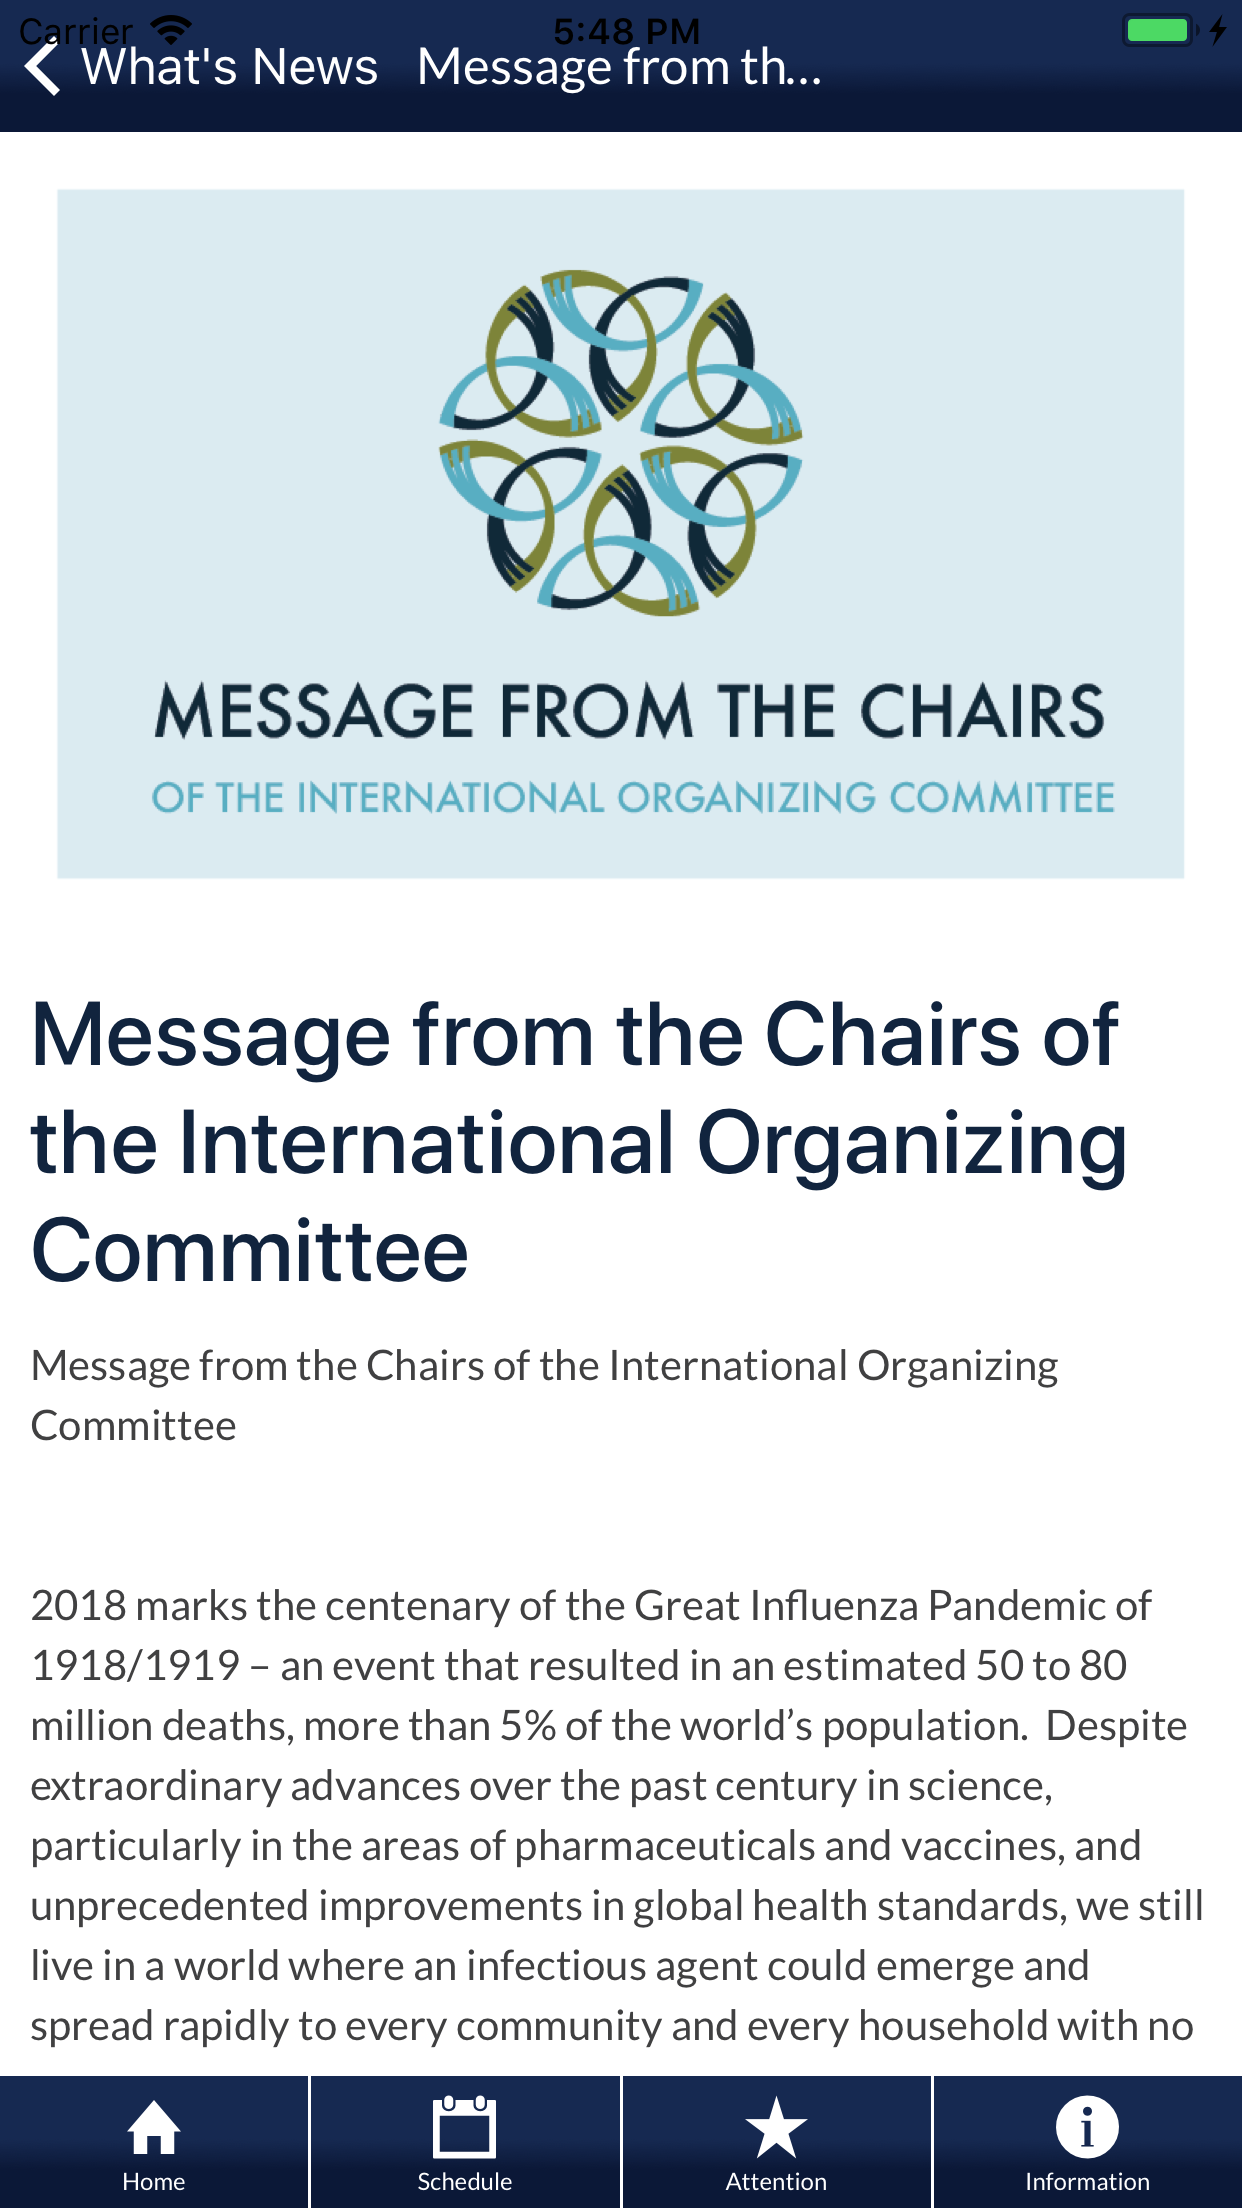 Carrier 5:48 PM
What's News Message from th...
MESSAGE FROM THE CHAIRS
OF THE INTERNATIONAL ORGANIZING COMMITTEE
Message from the Chairs of
the International Organizing
Committee
Message from the Chairs of the International Organizing
Committee
2018 marks the centenary of the Great Influenza Pandemic of
1918/1919 – an event that resulted in an estimated 50 to 80
million deaths, more than 5% of the world’s population.  Despite
extraordinary advances over the past century in science,
particularly in the areas of pharmaceuticals and vaccines, and
unprecedented improvements in global health standards, we still
live in a world where an infectious agent could emerge and
spread rapidly to every community and every household with no
Home Schedule Attention Information